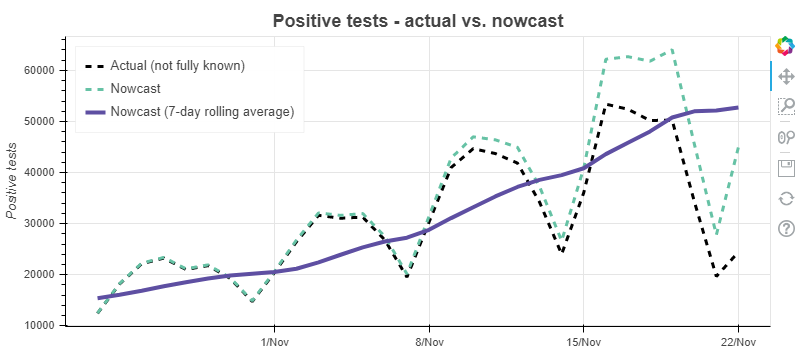 Positive tests - actual vs. nowcast
Actual (not fully known)
Nowcast
Nowcast (7-day rolling average)
Positive tests
60000
50000
40000
30000
20000
10000
1/Nov
8/Nov
15/Nov
22/Nov